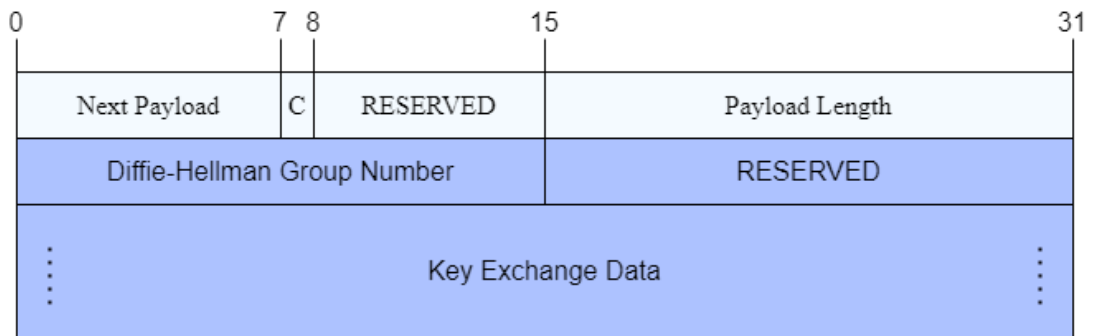 0 7 8 15 31
Next Payload C RESERVED Payload Length
Diffie-Hellman Group Number RESERVED
Key Exchange Data